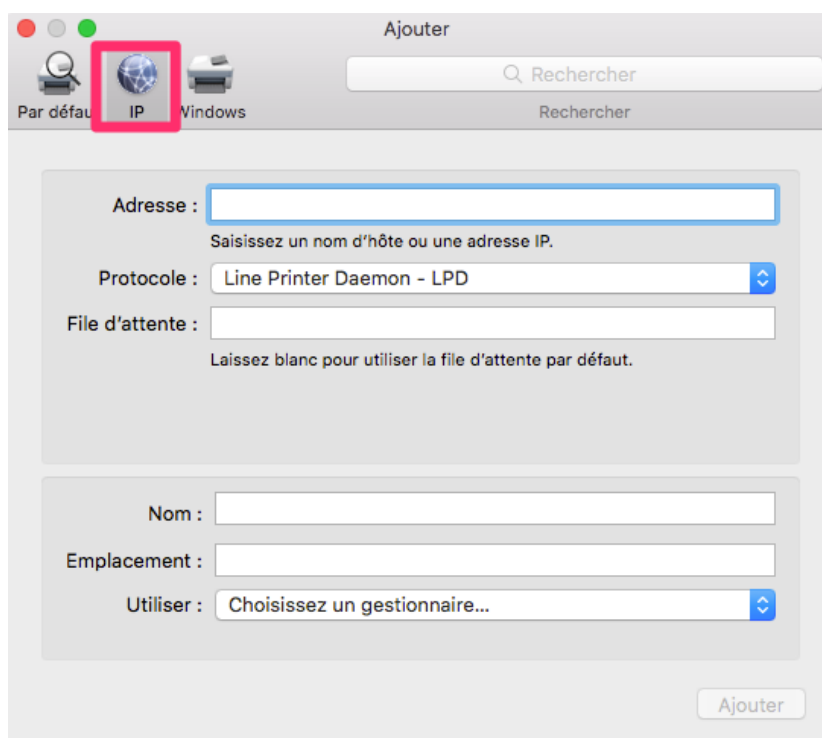 Ajouter
Rechercher
Par défau IP Windows Rechercher
Adresse :
Saisissez un nom d'hôte ou une adresse IP.
Protocole : Line Printer Daemon - LPD
File d'attente :
Laissez blanc pour utiliser la file d'attente par défaut.
Nom :
Emplacement :
Utiliser : Choisissez un gestionnaire...
Ajouter